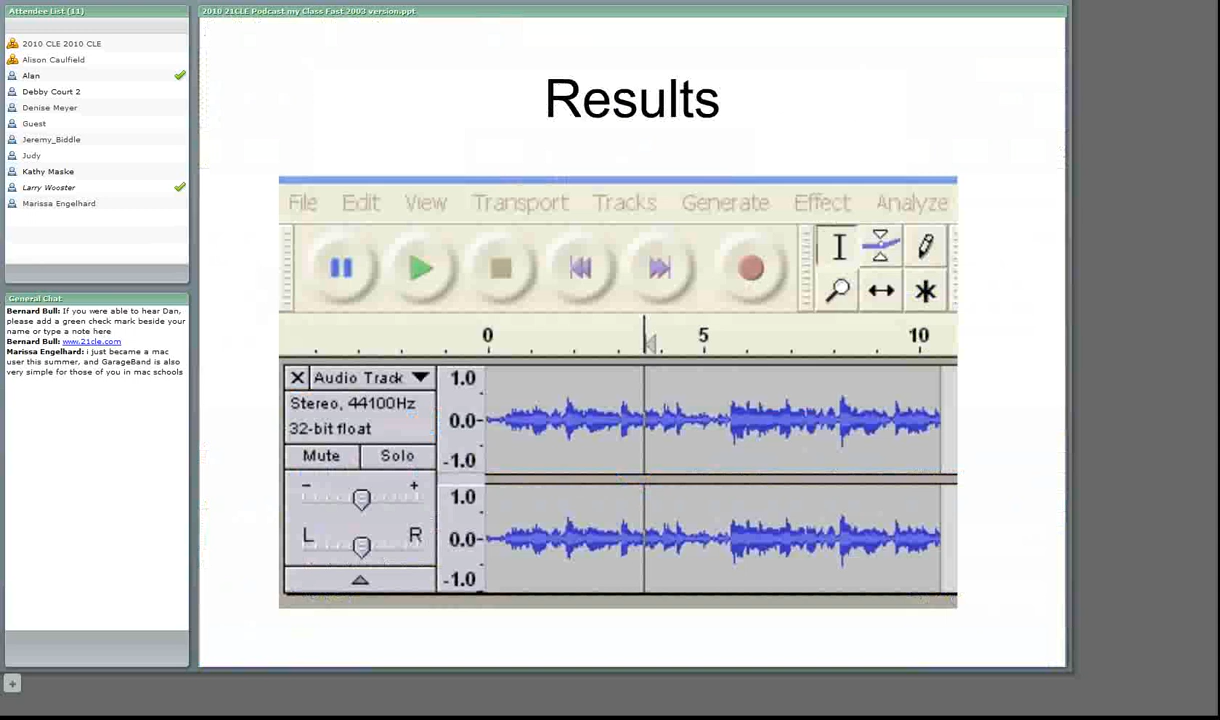 Attendee List (11)
2010 CLE 2010 CLE
Alison Caulfield
Alan
Debby Court 2
Denise Meyer
Guest
Jeremy_Biddle
Judy
Kathy Maske
Larry Wooster
Marissa Engelhard
General Chat
Bernard Bull: If you were able to hear Dan,
please add a green check mark beside your
name or type a note here
Bernard Bull: www.21cle.com
Marissa Engelhard: i just became a mac
user this summer, and GarageBand is also
very simple for those of you in mac schools
2010 21CLE Podcast my Class Fast 2003 version.ppt
Results
File Edit View Transport Tracks Generate Effect Analyze
0 5 10
Audio Track
Stereo, 44100Hz
32-bit float
Mute Solo
- +
L R
1.0
0.0-
-1.0
1.0
0.0-
-1.0